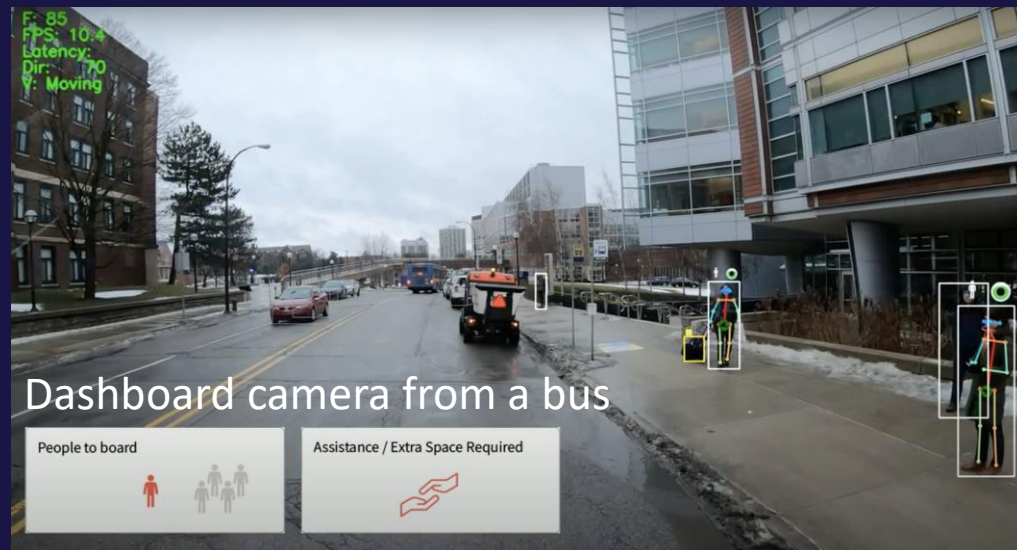 F: 85
FPS: 10.4
Latency:
Dir: 70
V: Moving
Dashboard camera from a bus
People to board
Assistance / Extra Space Required